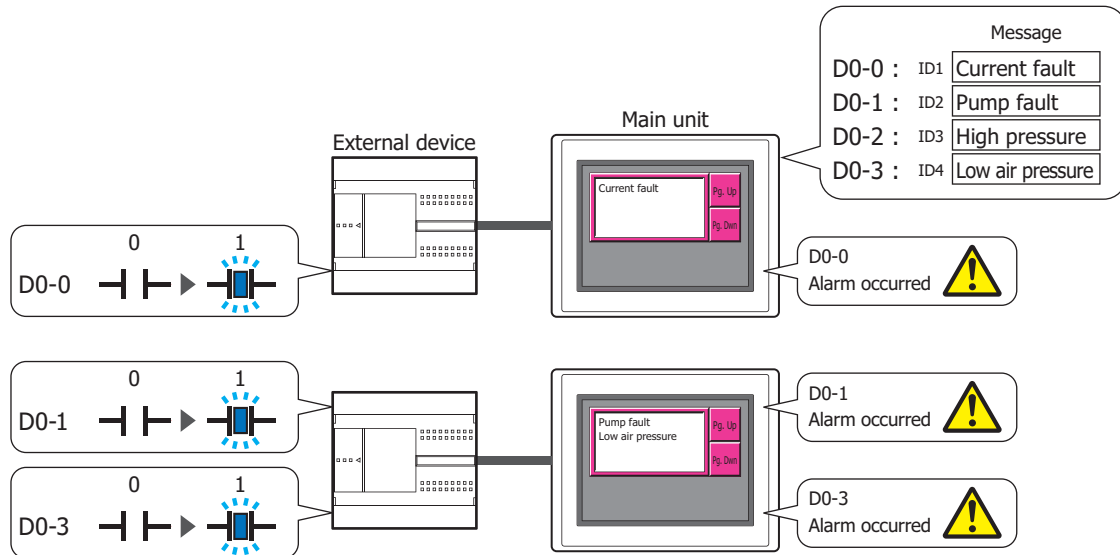 Message
D0-0 : ID1 Current fault
D0-1 : ID2 Pump fault
D0-2 : ID3 High pressure
D0-3 : ID4 Low air pressure
External device
Main unit
Current fault
Pg. Up
Pg. Dwn
0 1
D0-0
D0-0
Alarm occurred
0 1
D0-1
Pump fault
Low air pressure
Pg. Up
Pg. Dwn
D0-1
Alarm occurred
0 1
D0-3
D0-3
Alarm occurred